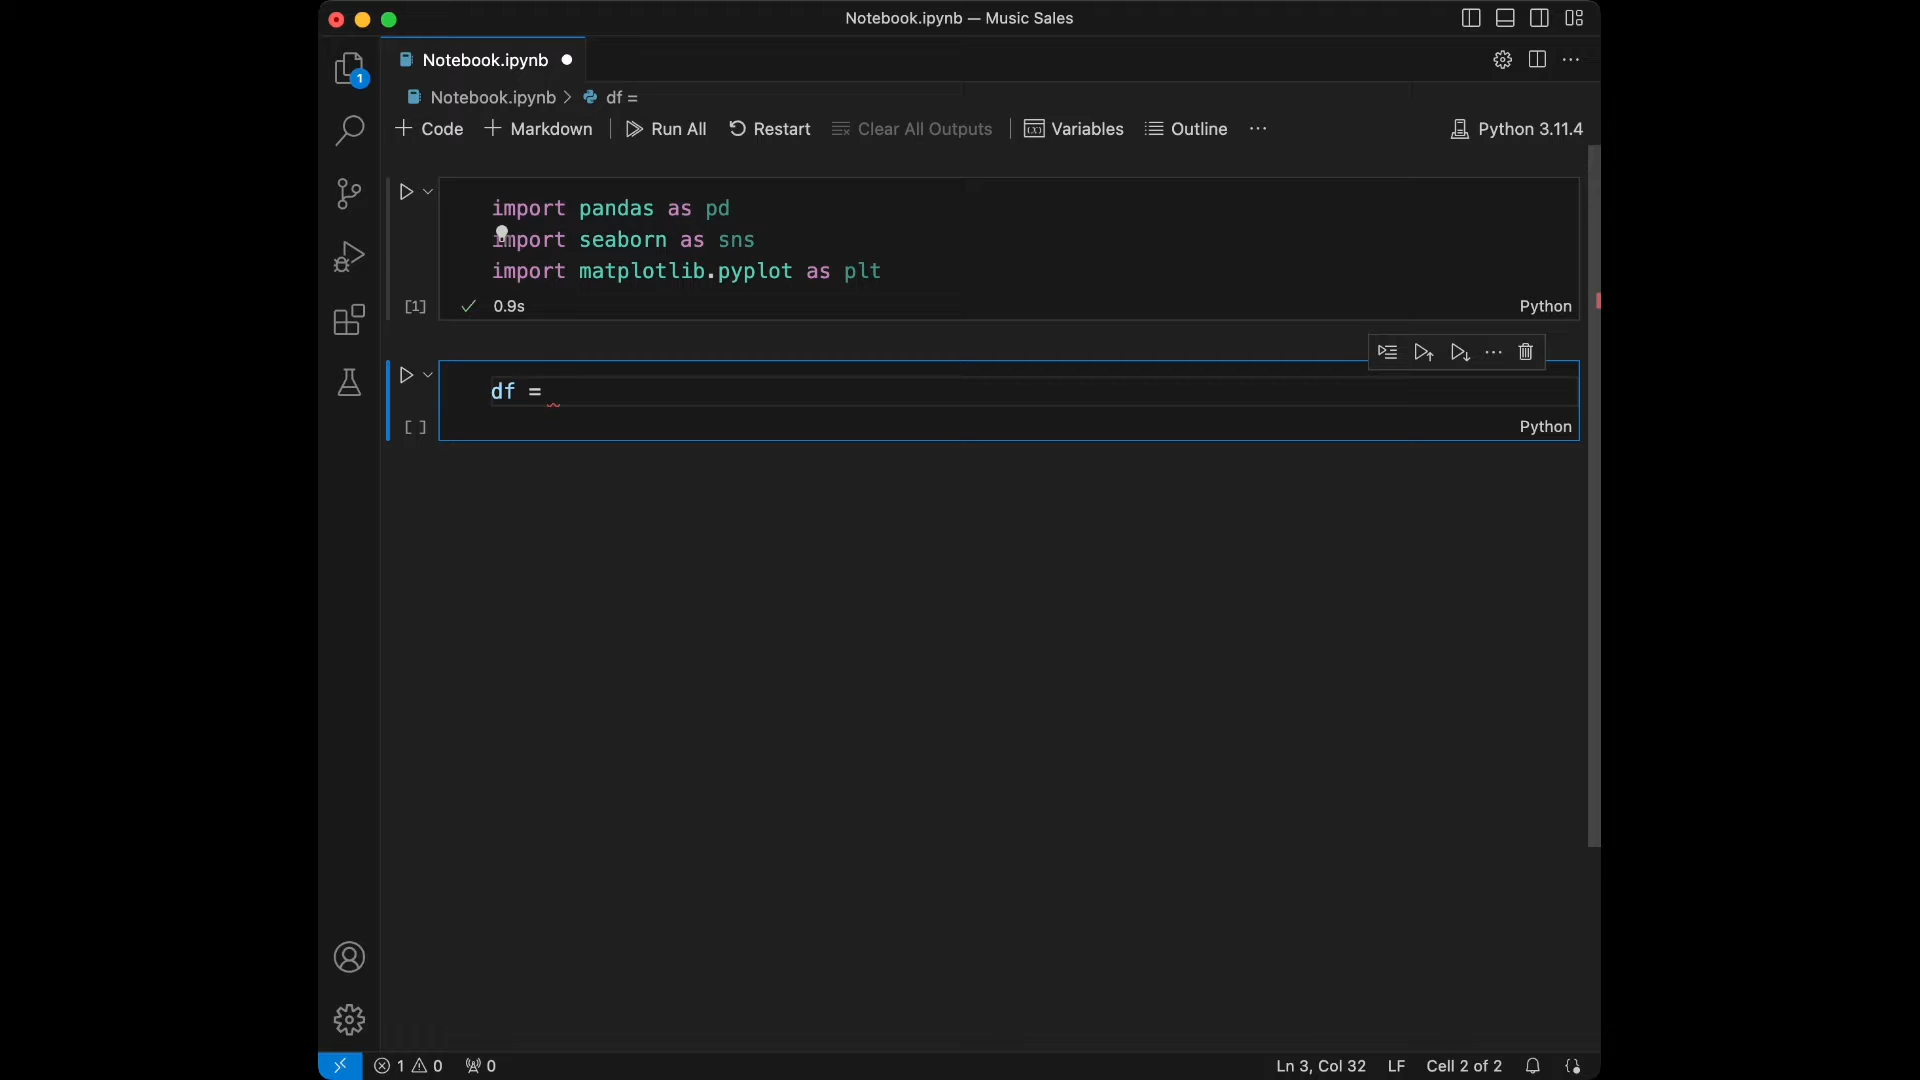 Notebook.ipynb — Music Sales
1
Notebook.ipynb
Notebook.ipynb > df =
Code Markdown Run All Restart Clear All Outputs Variables Outline ... Python 3.11.4
import pandas as pd
import seaborn as sns
import matplotlib.pyplot as plt
[1] 0.9s Python
df =
[ ] Python
1 0 0 Ln 3, Col 32 LF Cell 2 of 2